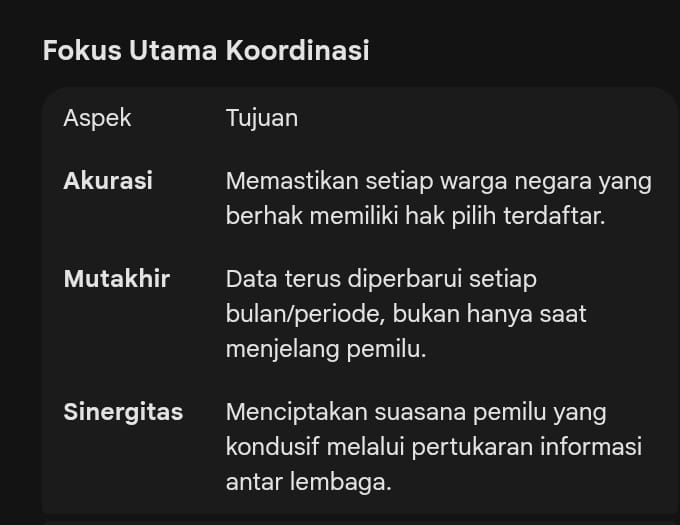 Fokus Utama Koordinasi
Aspek Tujuan
Akurasi Memastikan setiap warga negara yang
berhak memiliki hak pilih terdaftar.
Mutakhir Data terus diperbarui setiap
bulan/periode, bukan hanya saat
menjelang pemilu.
Sinergitas Menciptakan suasana pemilu yang
kondusif melalui pertukaran informasi
antar lembaga.